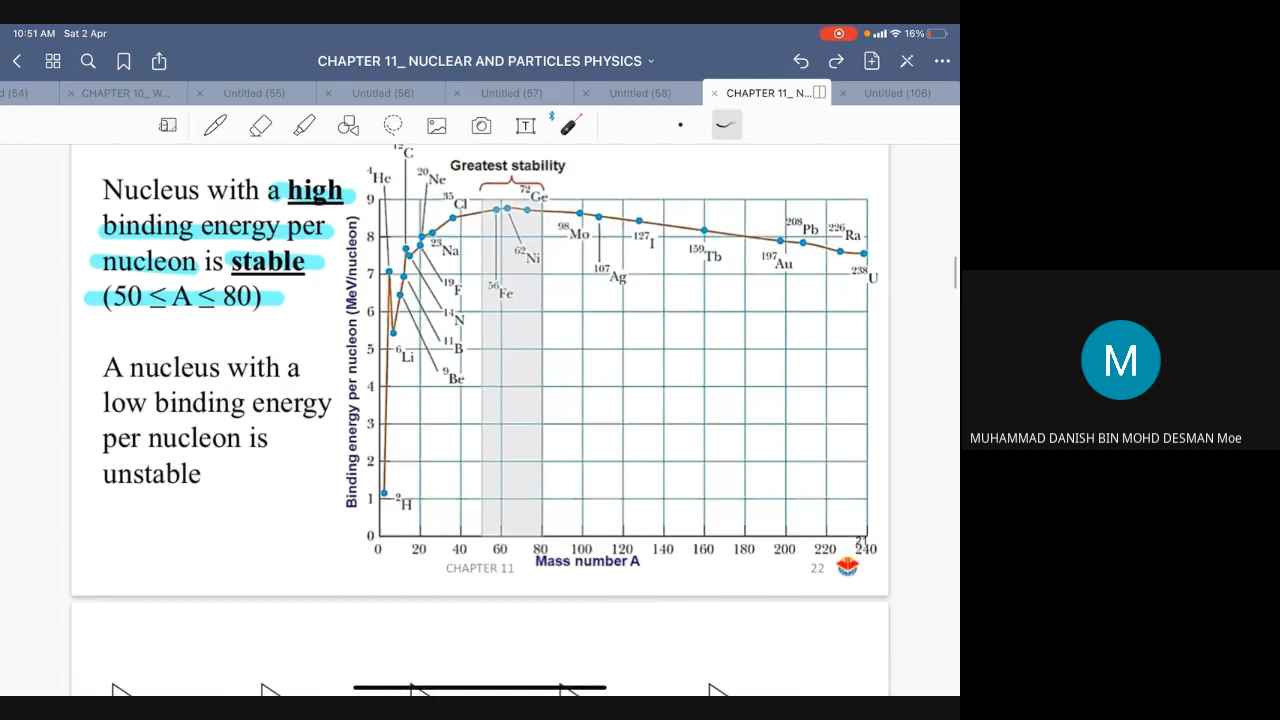 10:51 AM Sat 2 Apr
16%
CHAPTER 11_ NUCLEAR AND PARTICLES PHYSICS
d (54)
CHAPTER 10_ W...
Untitled (55)
Untitled (56)
Untitled (57)
Untitled (58)
CHAPTER 11_ N...
Untitled (106)
Nucleus with a high
binding energy per
nucleon is stable
(50 ≤ A ≤ 80)
A nucleus with a
low binding energy
per nucleon is
unstable
Greatest stability
Binding energy per nucleon (MeV/nucleon)
9
8
7
6
5
4
3
2
1
0
12C
4He
20Ne
35Cl
72Ge
23Na
62Ni
98Mo
127I
208Pb
226Ra
19F
56Fe
107Ag
159Tb
197Au
238U
14N
11B
6Li
9Be
2H
0 20 40 60 80 100 120 140 160 180 200 220 240
21
Mass number A
CHAPTER 11
22
M
MUHAMMAD DANISH BIN MOHD DESMAN Moe